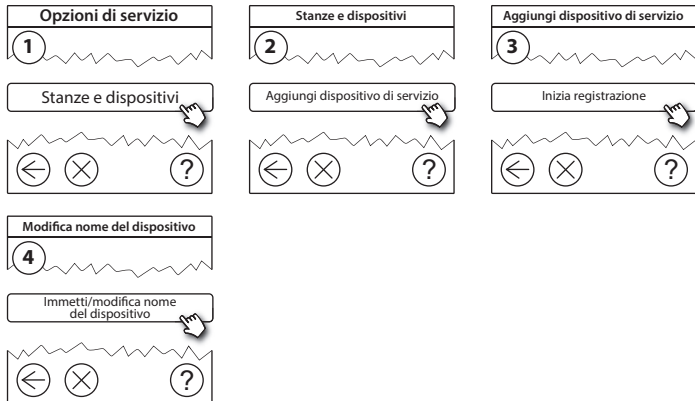 Opzioni di servizio
1
Stanze e dispositivi
?
Stanze e dispositivi
2
Aggiungi dispositivo di servizio
?
Aggiungi dispositivo di servizio
3
Inizia registrazione
?
Modifica nome del dispositivo
4
Immetti/modifica nome
del dispositivo
?